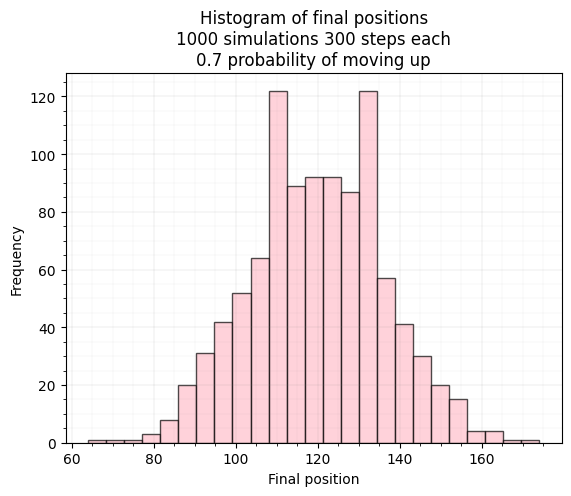 Histogram of final positions
1000 simulations 300 steps each
0.7 probability of moving up
120
100
80
60
40
20
0
Frequency
60 80 100 120 140 160
Final position